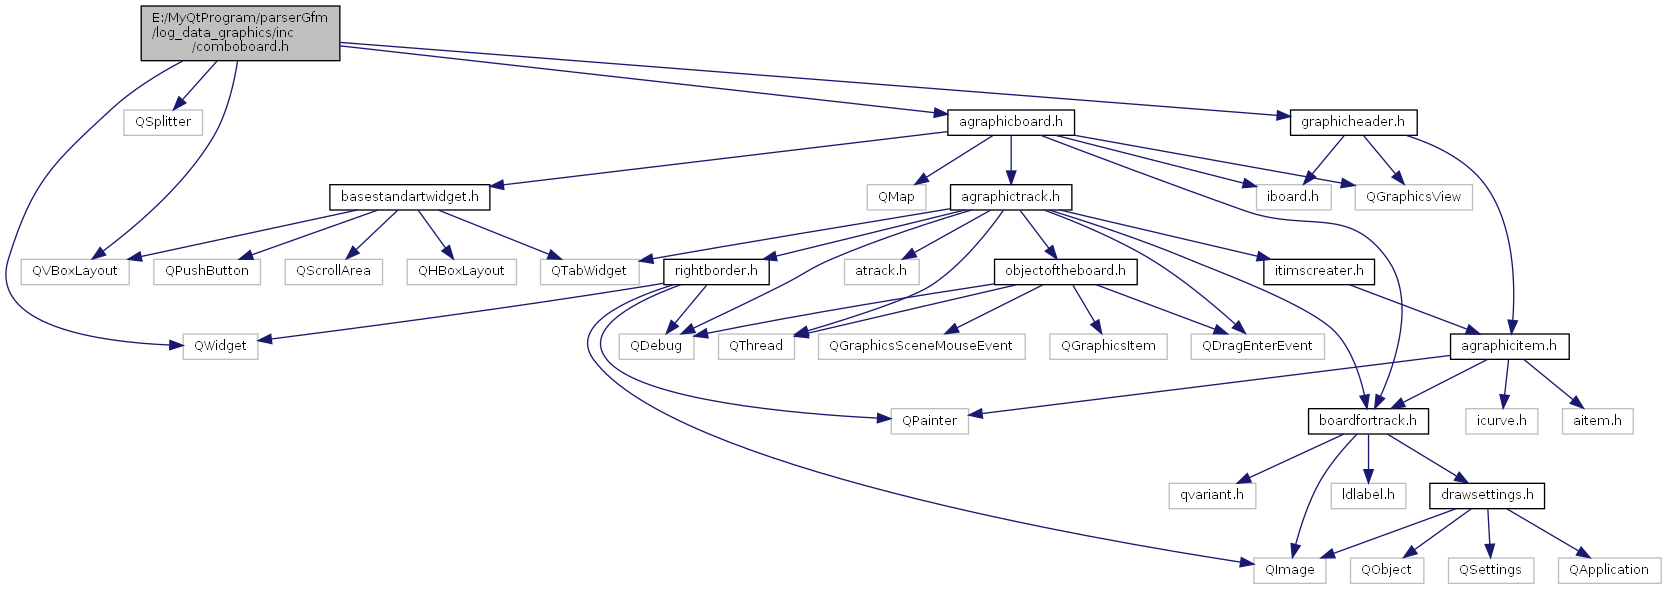 E:/MyQtProgram/parserGfm
/log_data_graphics/inc
/comboboard.h
QSplitter
agraphicboard.h
graphicheader.h
basestandartwidget.h
QMap
agraphictrack.h
iboard.h
QGraphicsView
QVBoxLayout
QPushButton
QScrollArea
QHBoxLayout
QTabWidget
rightborder.h
atrack.h
objectoftheboard.h
itimscreater.h
QWidget
QDebug
QThread
QGraphicsSceneMouseEvent
QGraphicsItem
QDragEnterEvent
agraphicitem.h
QPainter
boardfortrack.h
icurve.h
aitem.h
qvariant.h
ldlabel.h
drawsettings.h
QImage
QObject
QSettings
QApplication